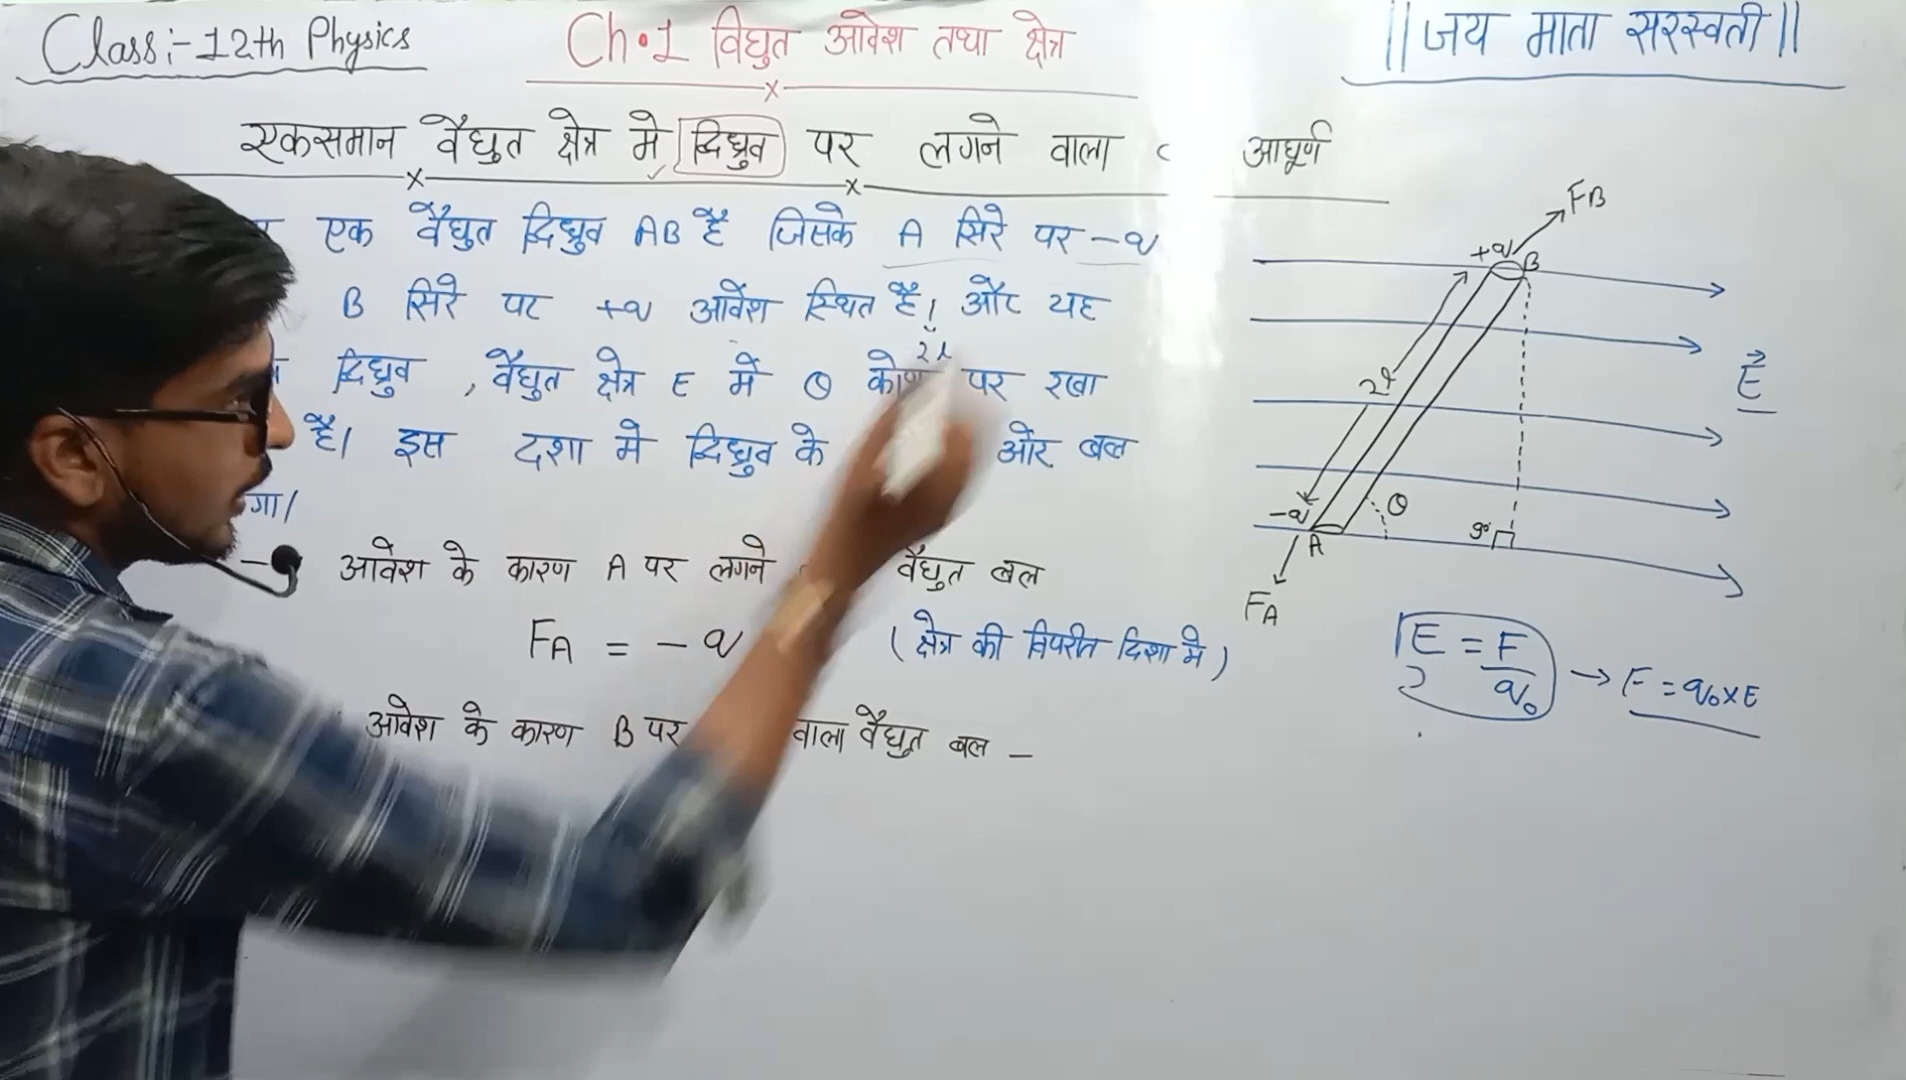 Class:-12th Physics
Ch.1 विधुत आवेश तथा क्षेत्र
||जय माता सरस्वती||
एकसमान वैधुत क्षेत्र मे द्विध्रुव पर लगने वाला आघूर्ण
एक वैधुत द्विध्रुव AB है जिसके A सिरे पर -q
B सिरे पर +q आवेश स्थित है। और यह
2l
द्विध्रुव , वैधुत क्षेत्र E में θ कोण पर रखा
है। इस दशा मे द्विध्रुव के ओर बल
गा।
आवेश के कारण A पर लगने वैधुत बल
FA = - q
(क्षेत्र की विपरीत दिशा मे)
आवेश के कारण B पर वाला वैधुत बल -
FB
+q B
2l
E⃗
-q θ 90
A
FA
E = F/q₀ → F = q₀×E